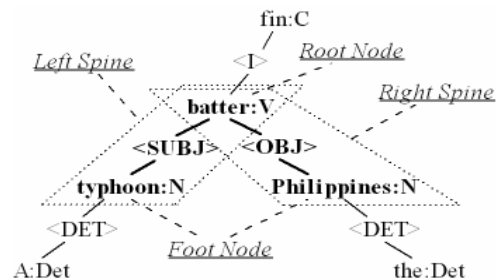 fin:C
<I>
Left Spine
Root Node
Right Spine
batter:V
<SUBJ> <OBJ>
typhoon:N
Philippines:N
<DET>
<DET>
Foot Node
A:Det
the:Det